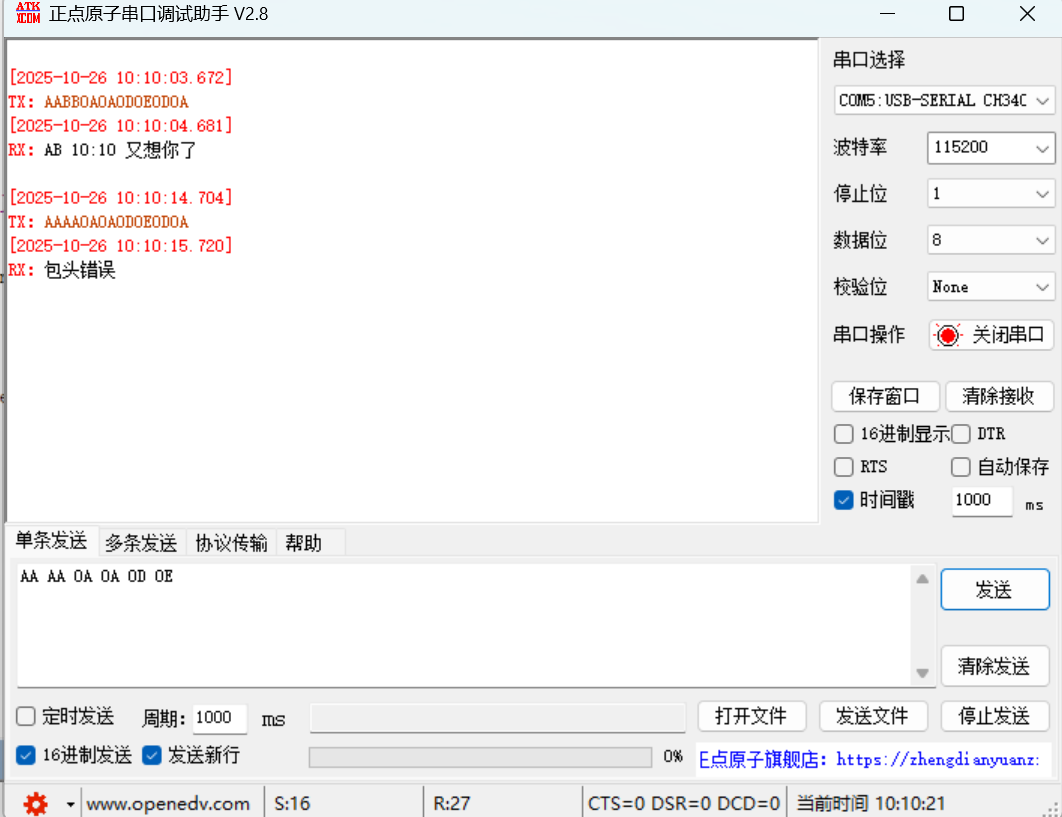 ATK
XCOM
正点原子串口调试助手 V2.8
[2025-10-26 10:10:03.672]
TX: AABB0A0A0D0E0D0A
[2025-10-26 10:10:04.681]
RX: AB 10:10 又想你了
[2025-10-26 10:10:14.704]
TX: AAAA0A0A0D0E0D0A
[2025-10-26 10:10:15.720]
RX: 包头错误
串口选择
COM5:USB-SERIAL CH340
波特率 115200
停止位 1
数据位 8
校验位 None
串口操作 关闭串口
保存窗口 清除接收
16进制显示 DTR
RTS 自动保存
时间戳 1000 ms
单条发送 多条发送 协议传输 帮助
AA AA 0A 0A 0D 0E
发送
清除发送
定时发送 周期: 1000 ms 打开文件 发送文件 停止发送
16进制发送 发送新行 0% 点原子旗舰店: https://zhengdianyuanz:
www.openedv.com S:16 R:27 CTS=0 DSR=0 DCD=0 当前时间 10:10:21